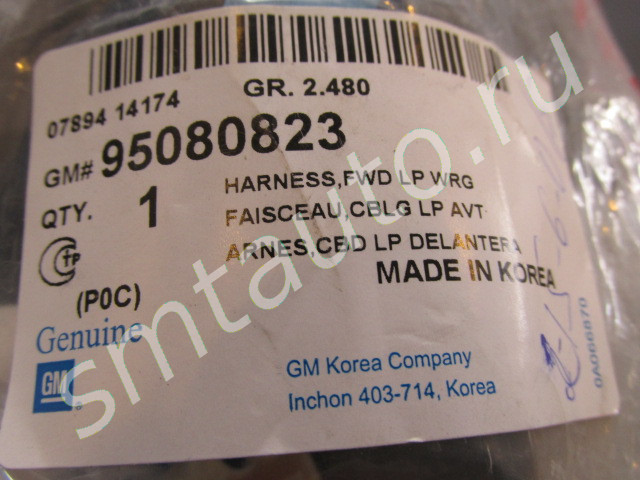 GR. 2.480
07894 14174
GM# 95080823
QTY. 1
HARNESS,FWD LP WRG
FAISCEAU,CBLG LP AVT
ARNES,CBD LP DELANTERA
MADE IN KOREA
(P0C)
Genuine
GM
GM Korea Company
Inchon 403-714, Korea
0A066870
smtauto.ru